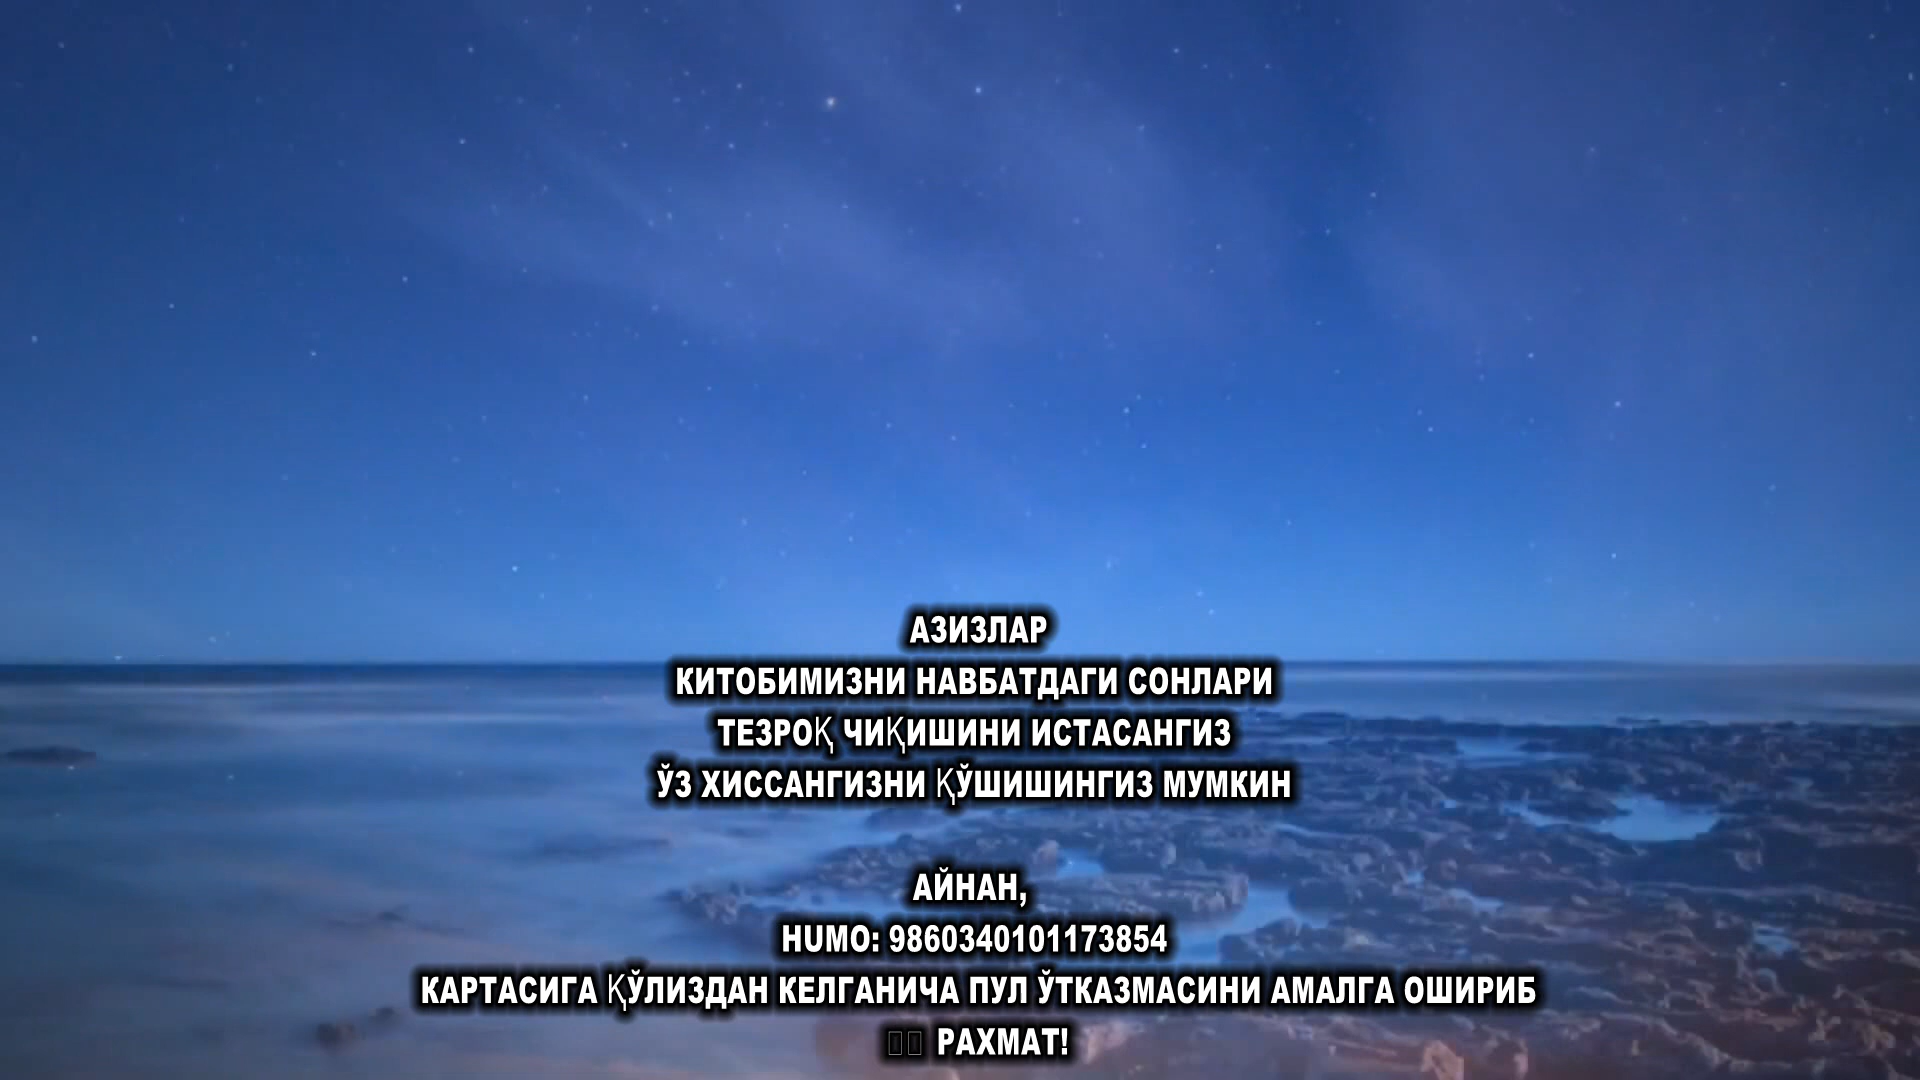 АЗИЗЛАР
КИТОБИМИЗНИ НАВБАТДАГИ СОНЛАРИ
ТЕЗРОҚ ЧИҚИШИНИ ИСТАСАНГИЗ
ЎЗ ХИССАНГИЗНИ ҚЎШИШИНГИЗ МУМКИН
АЙНАН,
HUMO: 9860340101173854
КАРТАСИГА ҚЎЛИЗДАН КЕЛГАНИЧА ПУЛ ЎТКАЗМАСИНИ АМАЛГА ОШИРИБ
РАХМАТ!